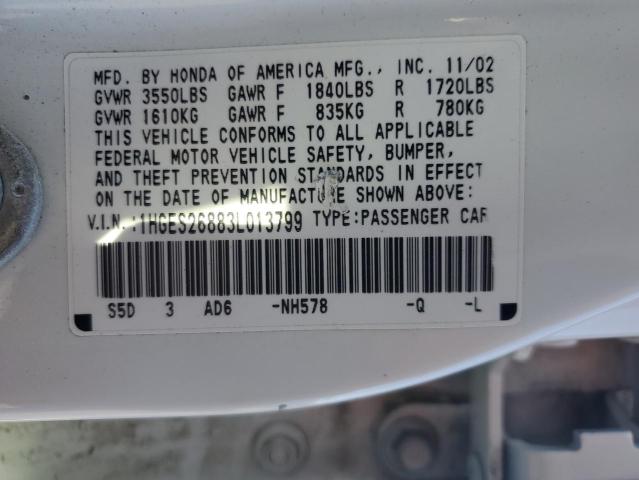 MFD. BY HONDA OF AMERICA MFG., INC. 11/02
GVWR 3550LBS GAWR F 1840LBS R 1720LBS
GVWR 1610KG GAWR F 835KG R 780KG
THIS VEHICLE CONFORMS TO ALL APPLICABLE
FEDERAL MOTOR VEHICLE SAFETY, BUMPER,
AND THEFT PREVENTION STANDARDS IN EFFECT
ON THE DATE OF MANUFACTURE SHOWN ABOVE:
V.I.N.:1HGES26883L013799 TYPE:PASSENGER CAR
S5D 3 AD6 -NH578 -Q -L